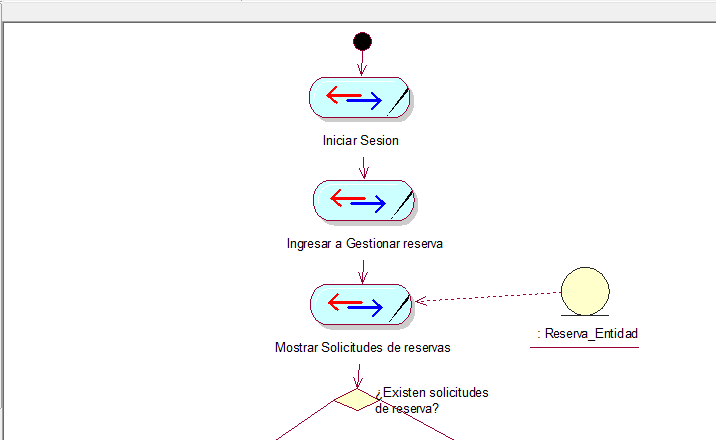 Iniciar Sesion
Ingresar a Gestionar reserva
: Reserva_Entidad
Mostrar Solicitudes de reservas
¿Existen solicitudes
de reserva?